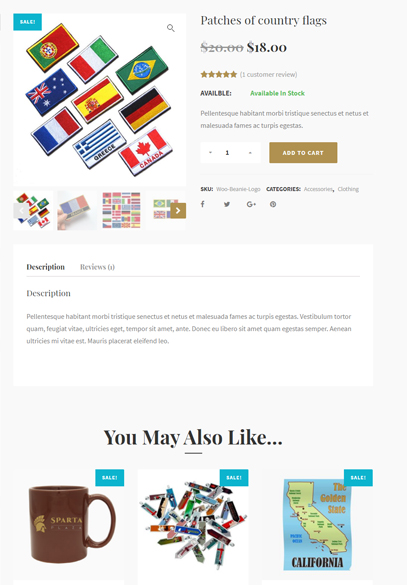 SALE!
Patches of country flags
$20.00 $18.00
(1 customer review)
AVAILBLE: Available In Stock
Pellentesque habitant morbi tristique senectus et netus et
malesuada fames ac turpis egestas.
- 1 -
ADD TO CART
SKU: Woo-Beanie-Logo CATEGORIES: Accessories, Clothing
GREECE
CANADA
Description Reviews (1)
Description
Pellentesque habitant morbi tristique senectus et netus et malesuada fames ac turpis egestas. Vestibulum tortor
quam, feugiat vitae, ultricies eget, tempor sit amet, ante. Donec eu libero sit amet quam egestas semper. Aenean
ultricies mi vitae est. Mauris placerat eleifend leo.
You May Also Like...
SALE!
SALE!
SALE!
SPARTA
The
Golden
State
CALIFORNIA